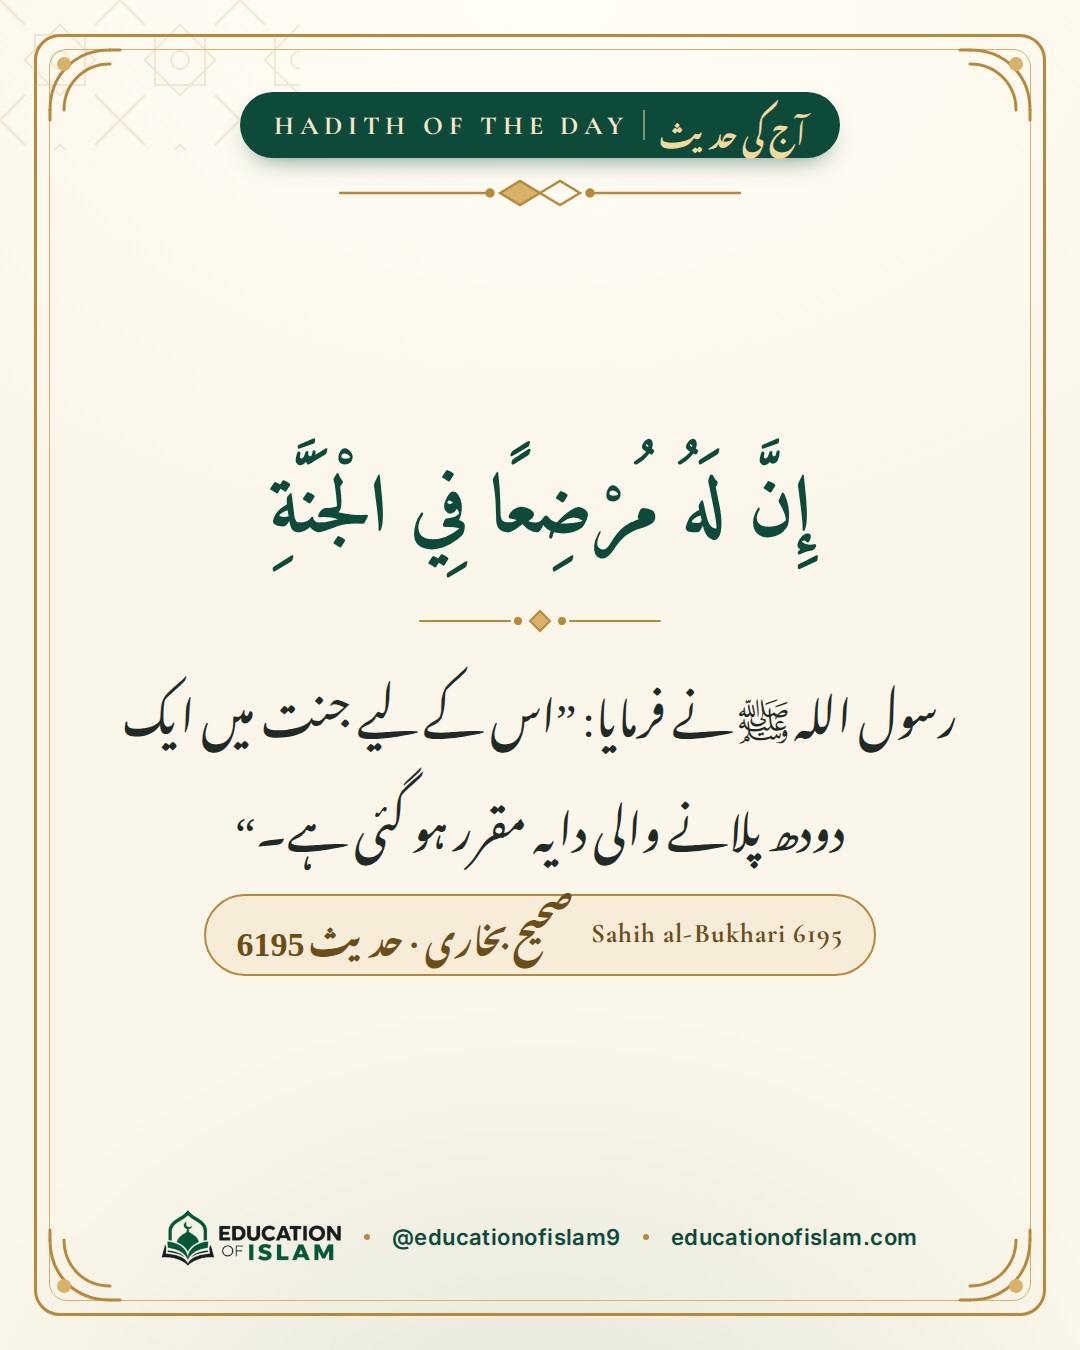 HADITH OF THE DAY | آج کی حدیث
إِنَّ لَهُ مُرْضِعًا فِي الْجَنَّةِ
رسول اللہ ﷺ نے فرمایا: ”اس کے لیے جنت میں ایک
دودھ پلانے والی دایہ مقرر ہو گئی ہے۔“
صحیح بخاری · حدیث 6195 Sahih al-Bukhari 6195
EDUCATION OF ISLAM • @educationofislam9 • educationofislam.com